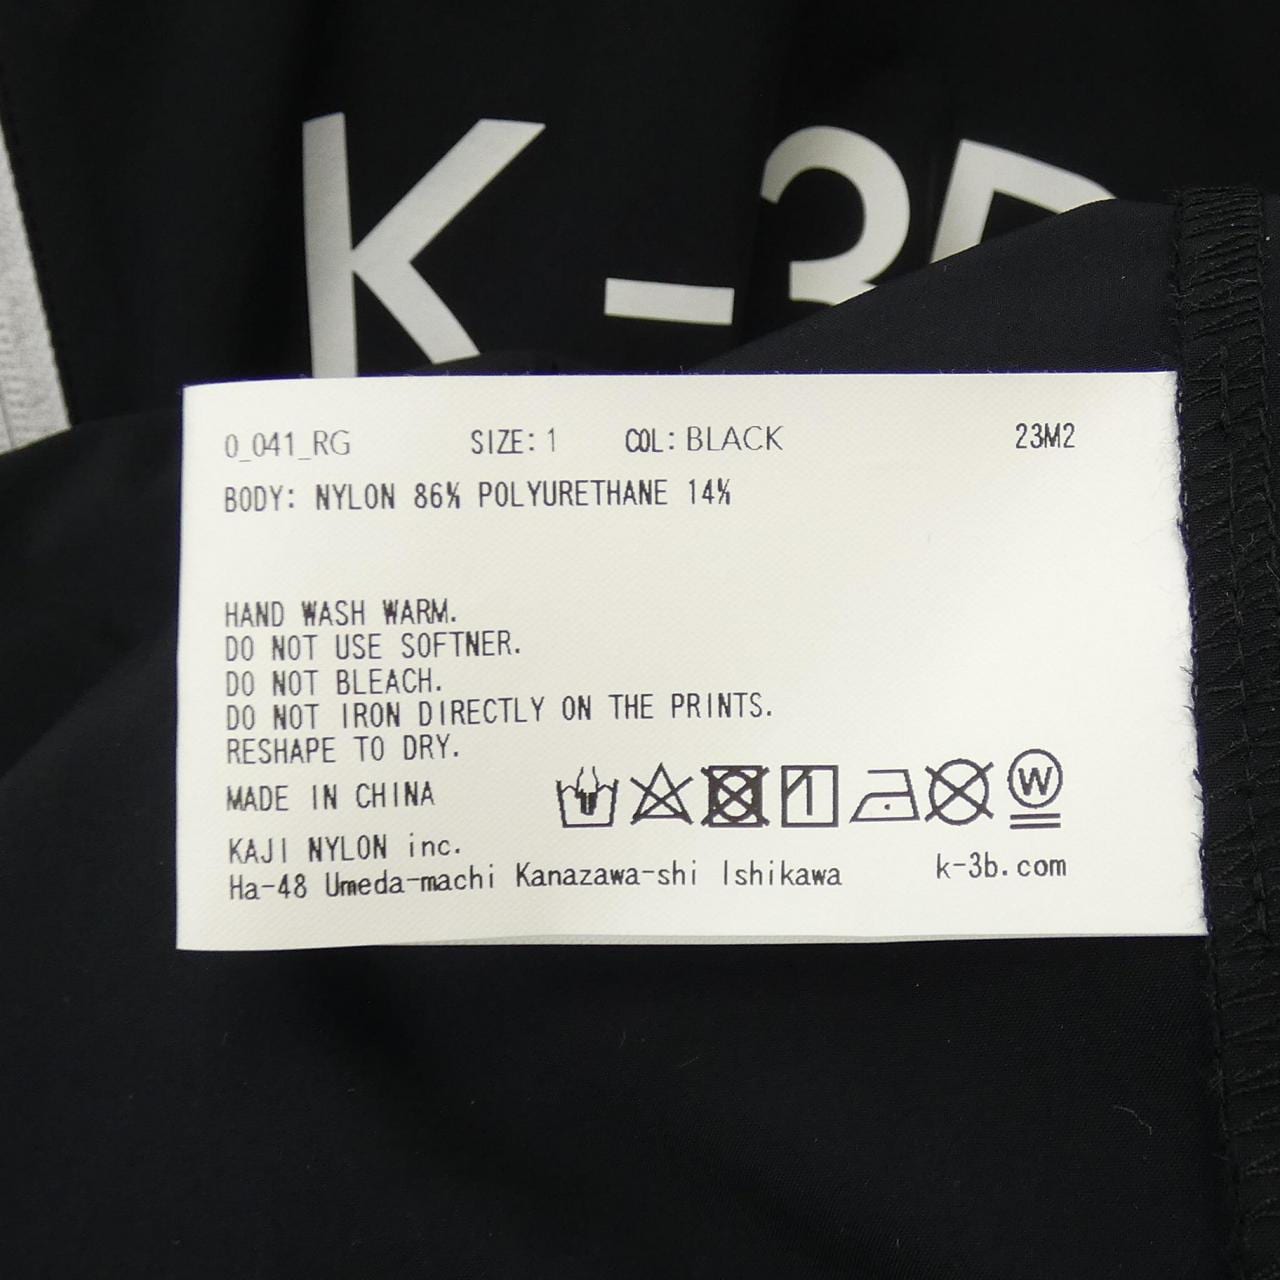 K-3B
0_041_RG SIZE: 1 COL: BLACK 23M2
BODY: NYLON 86% POLYURETHANE 14%
HAND WASH WARM.
DO NOT USE SOFTNER.
DO NOT BLEACH.
DO NOT IRON DIRECTLY ON THE PRINTS.
RESHAPE TO DRY.
MADE IN CHINA
W
KAJI NYLON inc.
Ha-48 Umeda-machi Kanazawa-shi Ishikawa k-3b.com